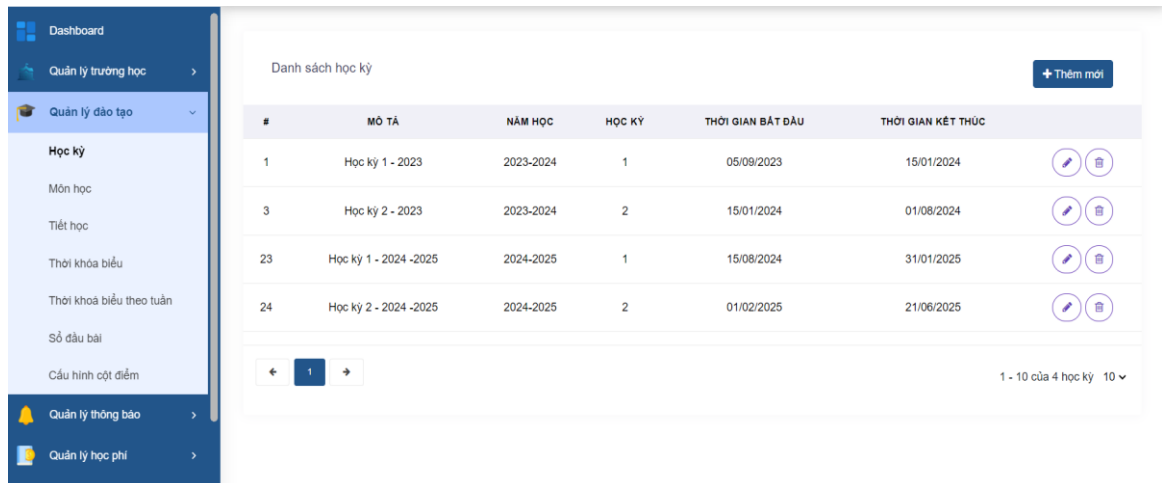 Dashboard
Quản lý trường học
Quản lý đào tạo
Học kỳ
Môn học
Tiết học
Thời khóa biểu
Thời khoá biểu theo tuần
Sổ đầu bài
Cấu hình cột điểm
Quản lý thông báo
Quản lý học phí
Danh sách học kỳ
+ Thêm mới
# MÔ TẢ NĂM HỌC HỌC KỲ THỜI GIAN BẮT ĐẦU THỜI GIAN KẾT THÚC
1 Học kỳ 1 - 2023 2023-2024 1 05/09/2023 15/01/2024
3 Học kỳ 2 - 2023 2023-2024 2 15/01/2024 01/08/2024
23 Học kỳ 1 - 2024 -2025 2024-2025 1 15/08/2024 31/01/2025
24 Học kỳ 2 - 2024 -2025 2024-2025 2 01/02/2025 21/06/2025
1
1 - 10 của 4 học kỳ 10